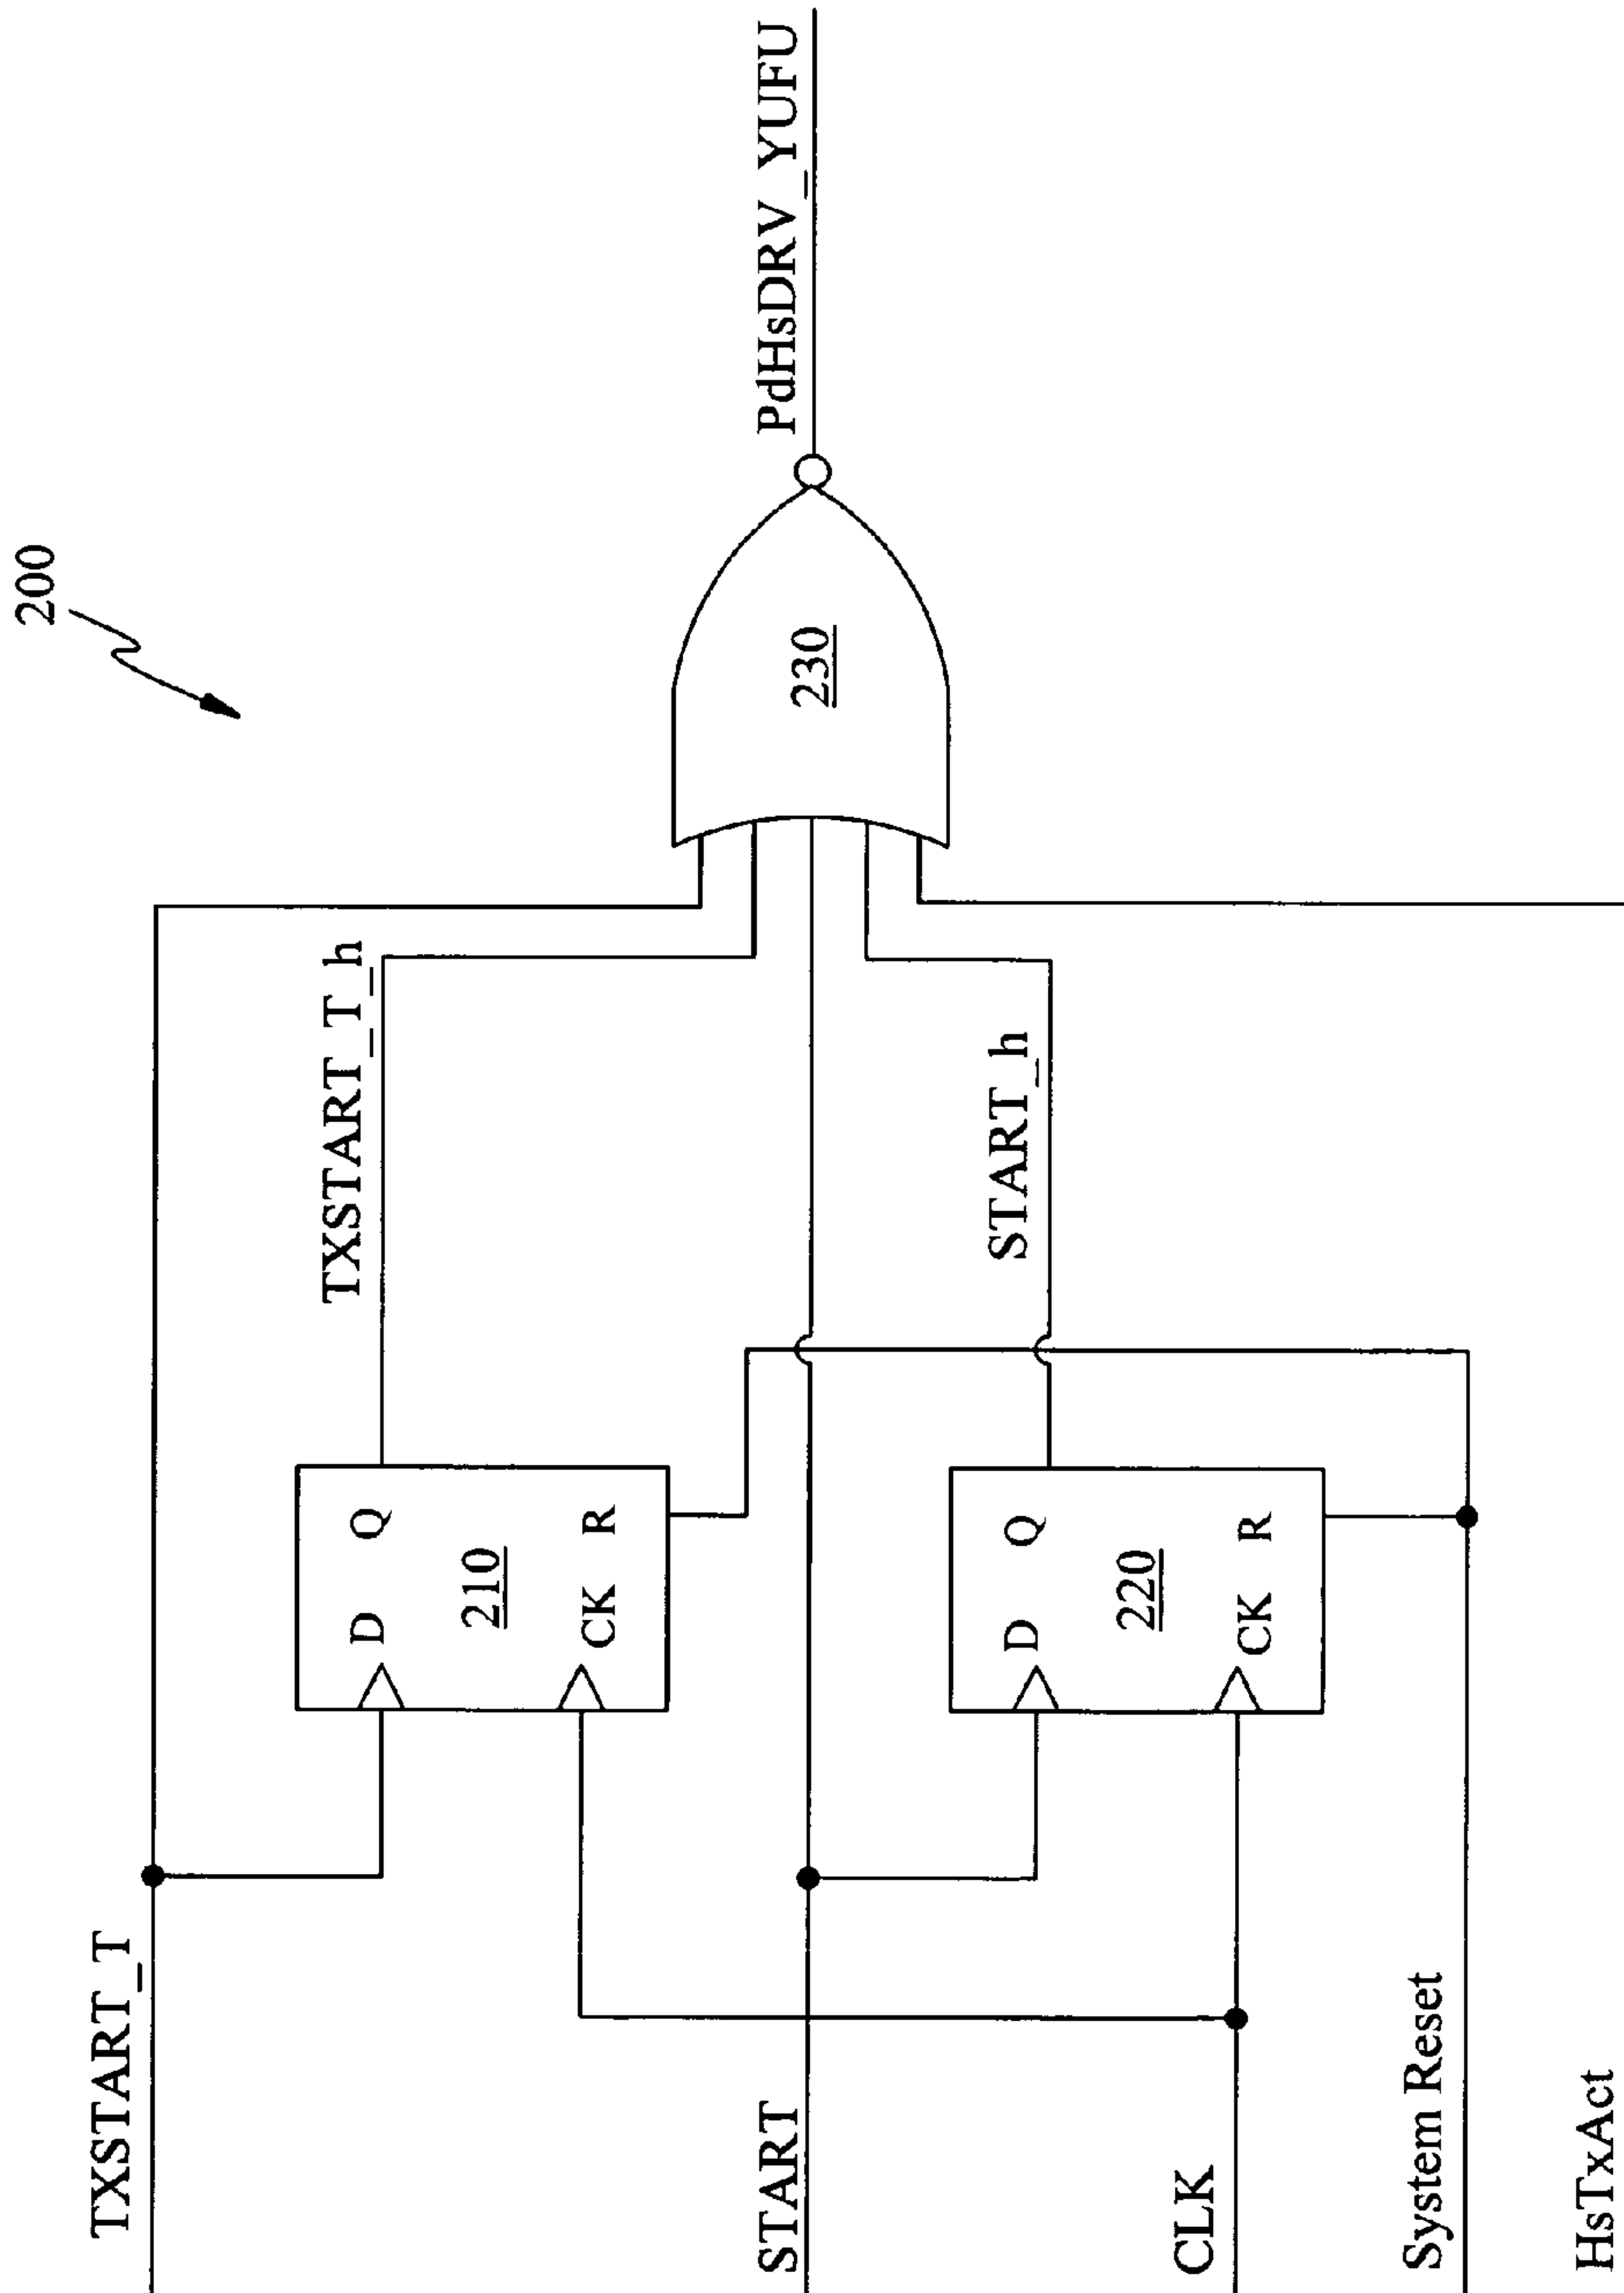 200
TXSTART_T
TXSTART_T_h
D Q
210
CK R
230
PdHsDRV_YUFU
START
START_h
D Q
220
CK R
CLK
System Reset
HsTxAct